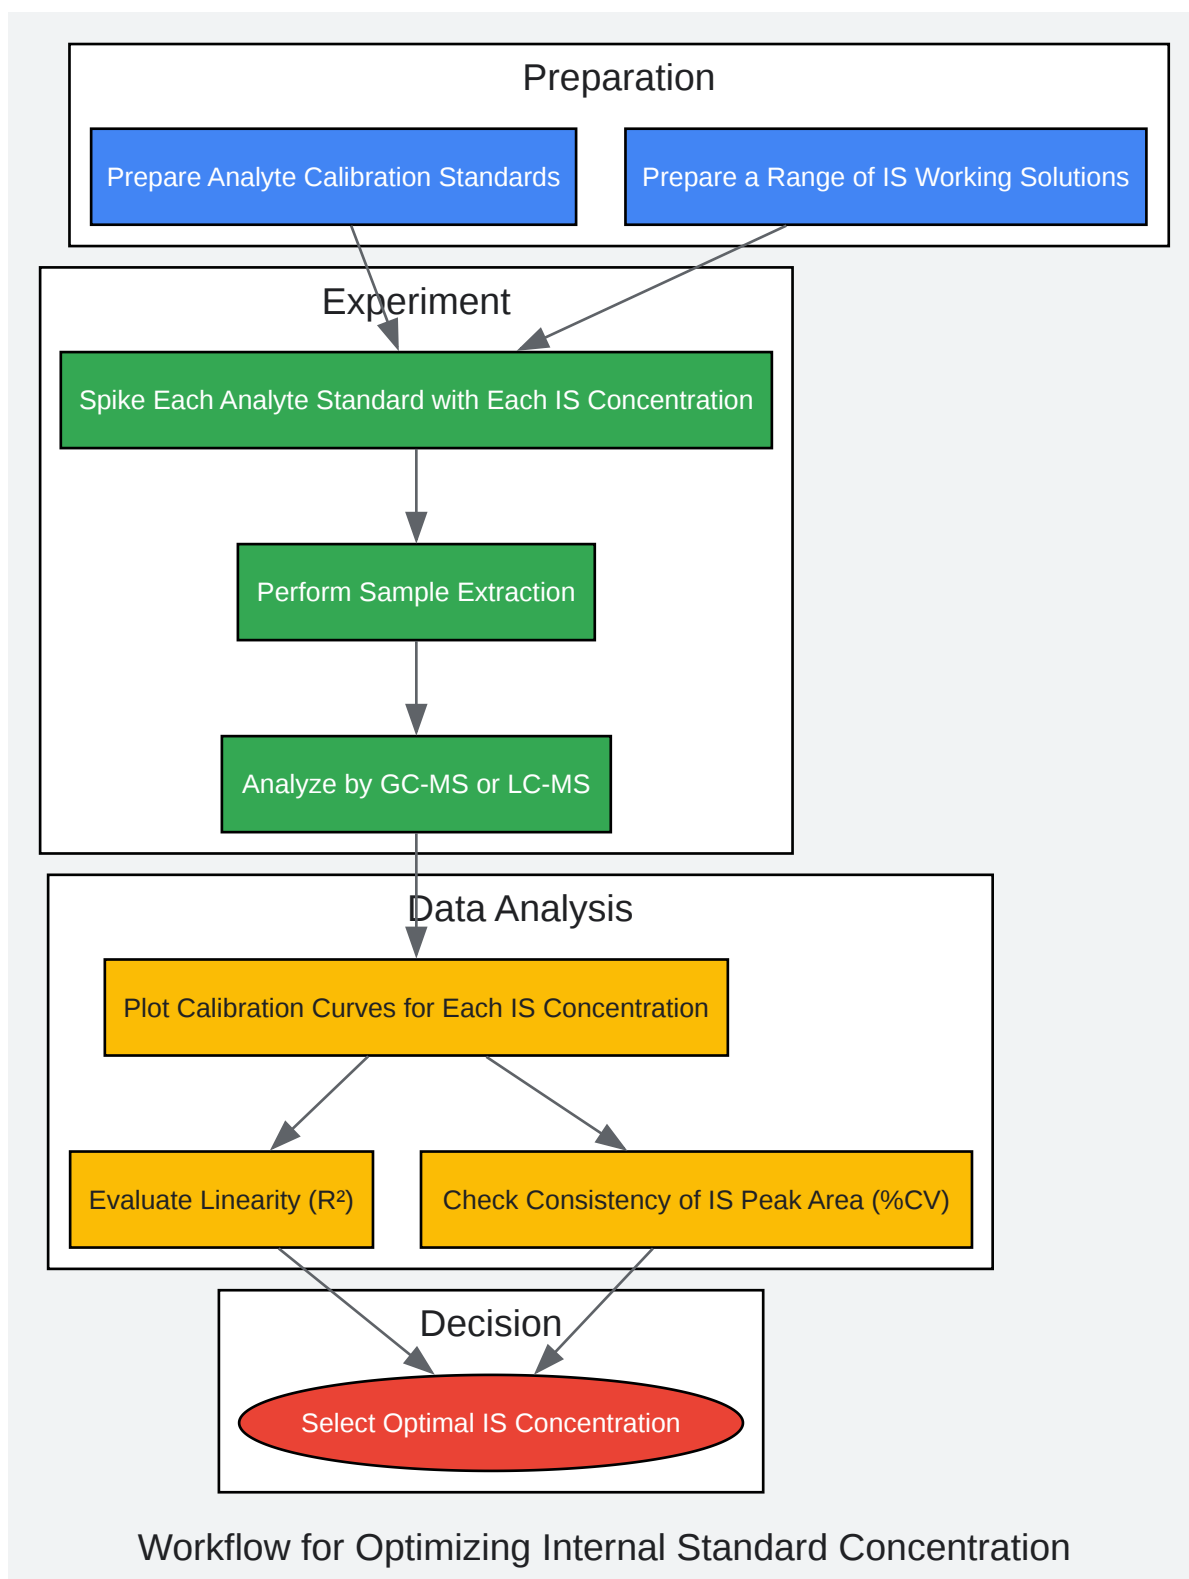 Preparation
Prepare Analyte Calibration Standards
Prepare a Range of IS Working Solutions
Experiment
Spike Each Analyte Standard with Each IS Concentration
Perform Sample Extraction
Analyze by GC-MS or LC-MS
Data Analysis
Plot Calibration Curves for Each IS Concentration
Evaluate Linearity (R²)
Check Consistency of IS Peak Area (%CV)
Decision
Select Optimal IS Concentration
Workflow for Optimizing Internal Standard Concentration